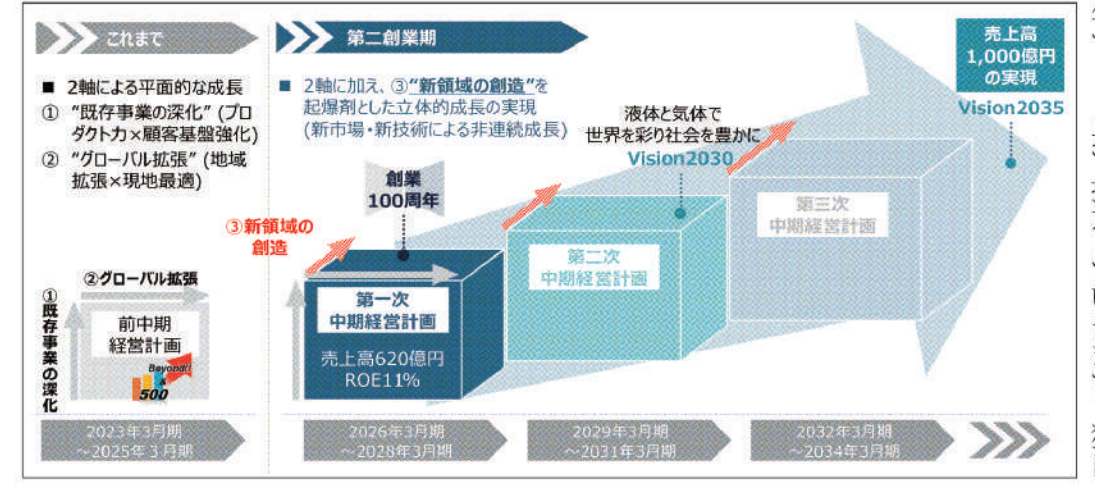 これまで
■ 2軸による平面的な成長
① “既存事業の深化” (プロ
ダクト力×顧客基盤強化)
② “グローバル拡張” (地域
拡張×現地最適)
②グローバル拡張
①既存事業の深化
前中期
経営計画
Beyond!!
&
500
2023年3月期
～2025年3月期
第二創業期
■ 2軸に加え、③“新領域の創造”を
起爆剤とした立体的成長の実現
(新市場・新技術による非連続成長)
創業
100周年
③新領域の
創造
第一次
中期経営計画
売上高620億円
ROE11%
2026年3月期
～2028年3月期
液体と気体で
世界を彩り社会を豊かに
Vision2030
第二次
中期経営計画
2029年3月期
～2031年3月期
第三次
中期経営計画
2032年3月期
～2034年3月期
売上高
1,000億円
の実現
Vision2035